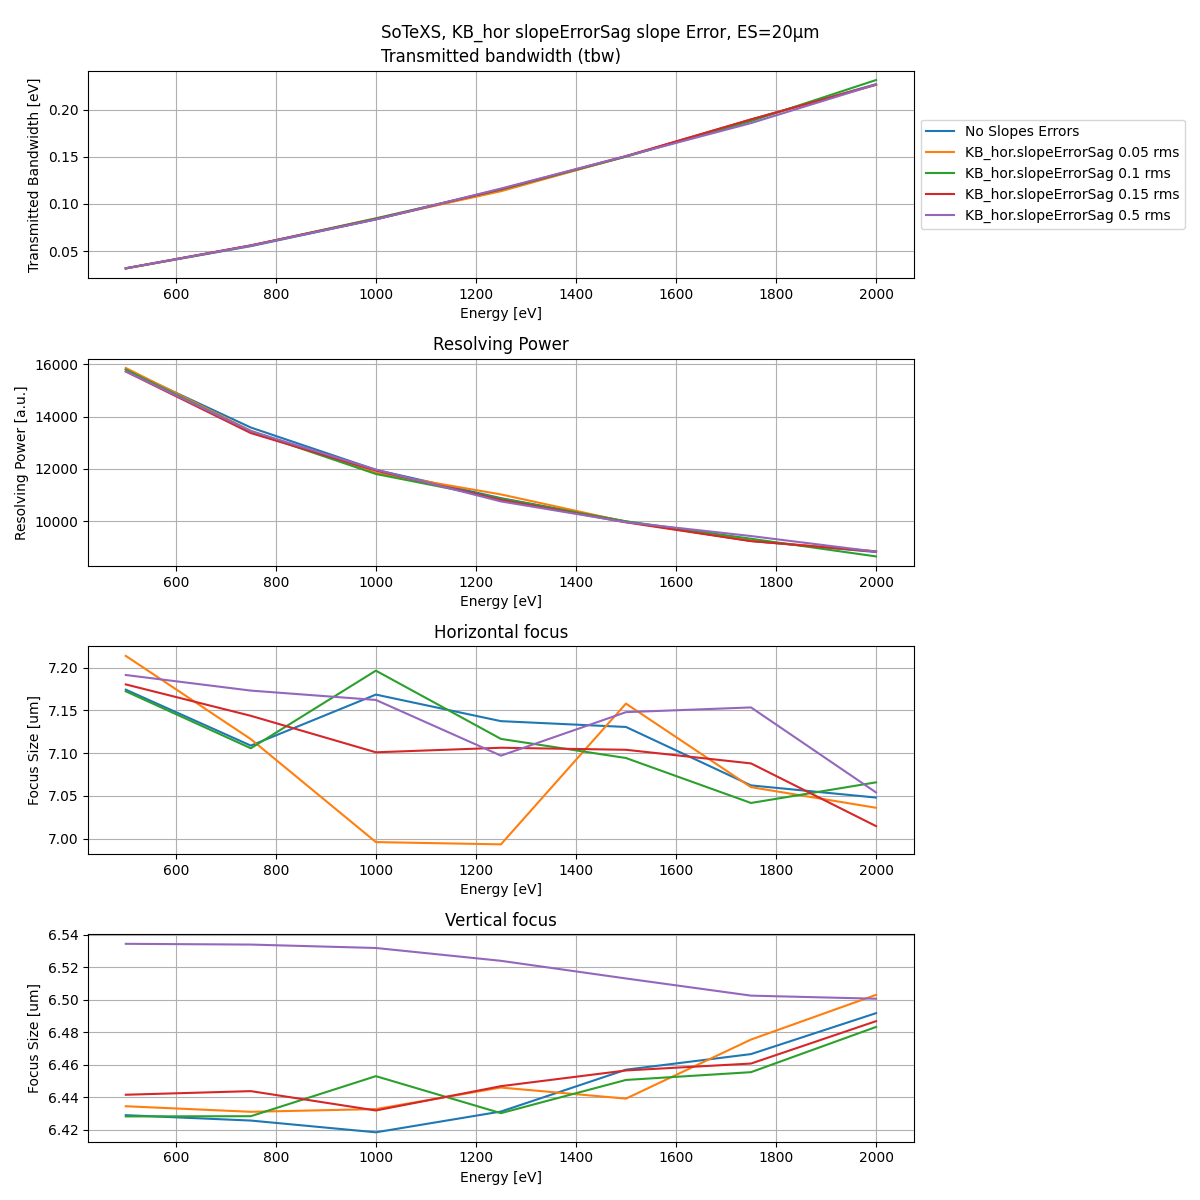 SoTeXS, KB_hor slopeErrorSag slope Error, ES=20µm
Transmitted bandwidth (tbw)
Transmitted Bandwidth [eV]
0.20
0.15
0.10
0.05
600 800 1000 1200 1400 1600 1800 2000
Energy [eV]
No Slopes Errors
KB_hor.slopeErrorSag 0.05 rms
KB_hor.slopeErrorSag 0.1 rms
KB_hor.slopeErrorSag 0.15 rms
KB_hor.slopeErrorSag 0.5 rms
Resolving Power
Resolving Power [a.u.]
16000
14000
12000
10000
600 800 1000 1200 1400 1600 1800 2000
Energy [eV]
Horizontal focus
Focus Size [um]
7.20
7.15
7.10
7.05
7.00
600 800 1000 1200 1400 1600 1800 2000
Energy [eV]
Vertical focus
Focus Size [um]
6.54
6.52
6.50
6.48
6.46
6.44
6.42
600 800 1000 1200 1400 1600 1800 2000
Energy [eV]